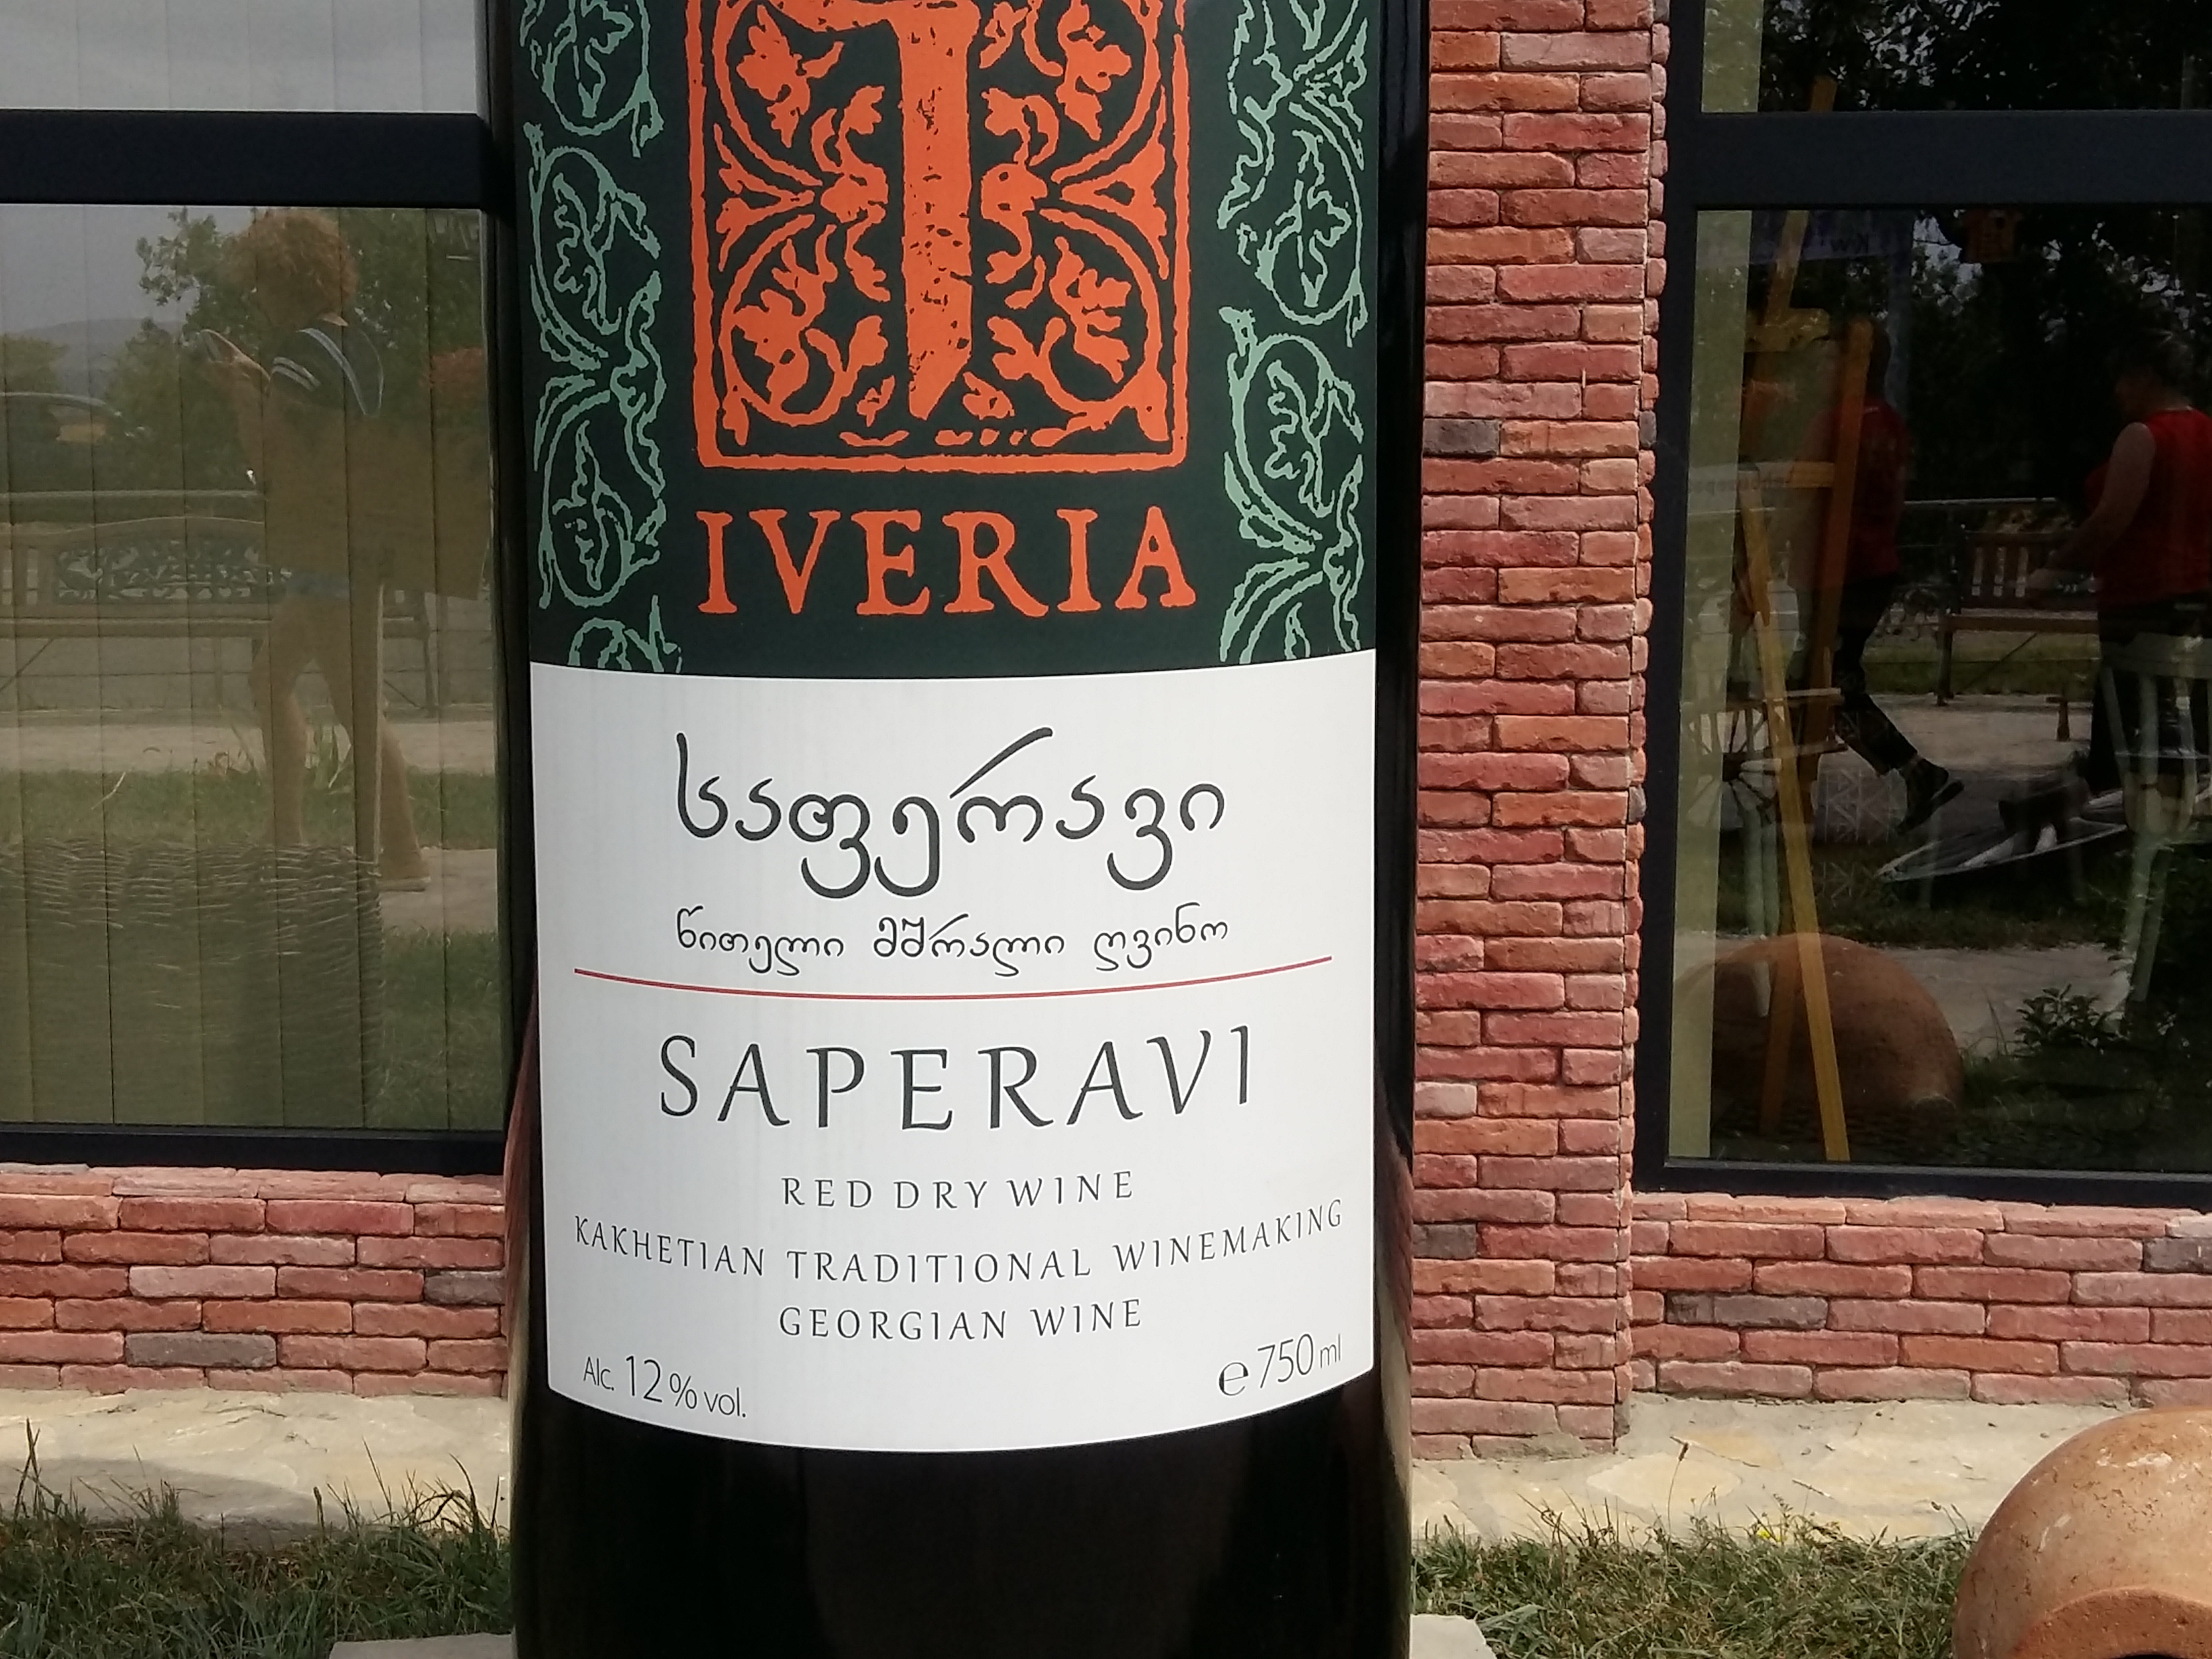 IVERIA
საფერავი
წითელი მშრალი ღვინო
SAPERAVI
RED DRY WINE
KAKHETIAN TRADITIONAL WINEMAKING
GEORGIAN WINE
Alc. 12% vol.
℮ 750 ml